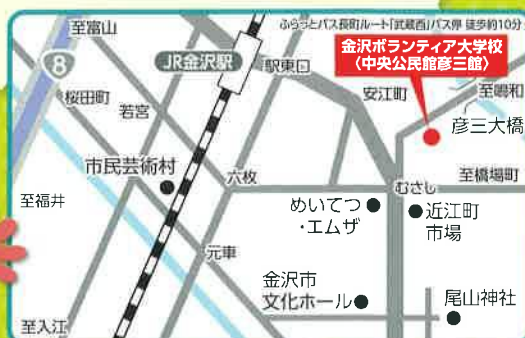 ふらっとバス長町ルート「武蔵西」バス停 徒歩約10分
至富山
金沢ボランティア大学校
〈中央公民館彦三館〉
JR金沢駅
駅東口
8
桜田町
若宮
安江町
至鳴和
彦三大橋
市民芸術村
六枚
むさし
至橋場町
至福井
めいてつ
・エムザ
近江町
市場
元車
金沢市
文化ホール
尾山神社
至入江